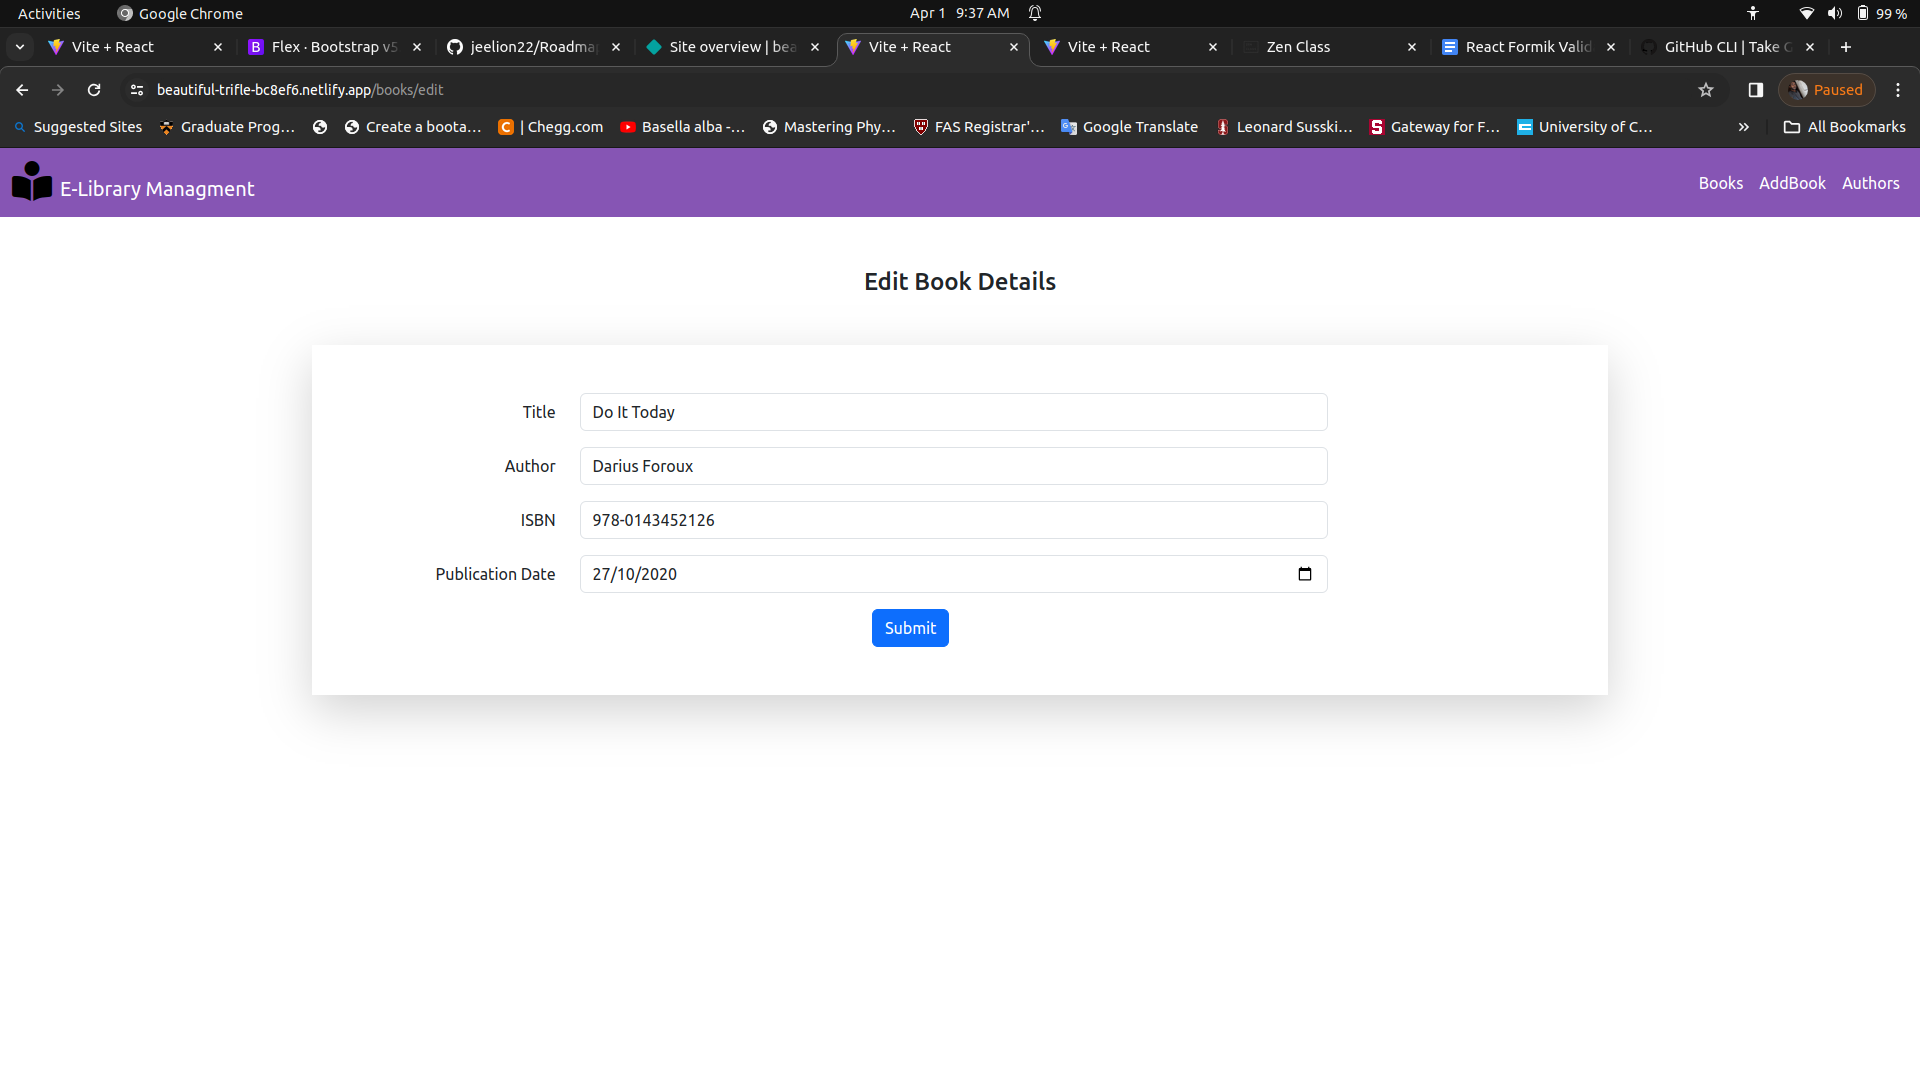 Activities Google Chrome Apr 1 9:37 AM 99 %
Vite + React Flex · Bootstrap v5 jeelion22/Roadma Site overview | bea Vite + React Vite + React Zen Class React Formik Valid GitHub CLI | Take
beautiful-trifle-bc8ef6.netlify.app/books/edit Paused
Suggested Sites Graduate Prog... Create a boota... | Chegg.com Basella alba -... Mastering Phy... FAS Registrar'... Google Translate Leonard Susski... Gateway for F... University of C... » All Bookmarks
E-Library Managment Books AddBook Authors
Edit Book Details
Title Do It Today
Author Darius Foroux
ISBN 978-0143452126
Publication Date 27/10/2020
Submit